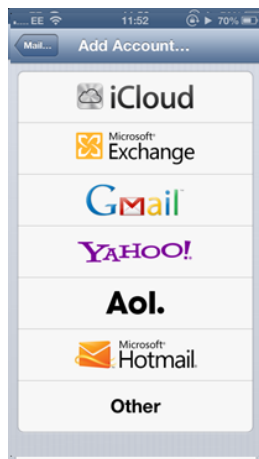 EE 11:52 70%
Mail... Add Account...
iCloud
Microsoft
Exchange
Gmail
YAHOO!
Aol.
Microsoft
Hotmail
Other